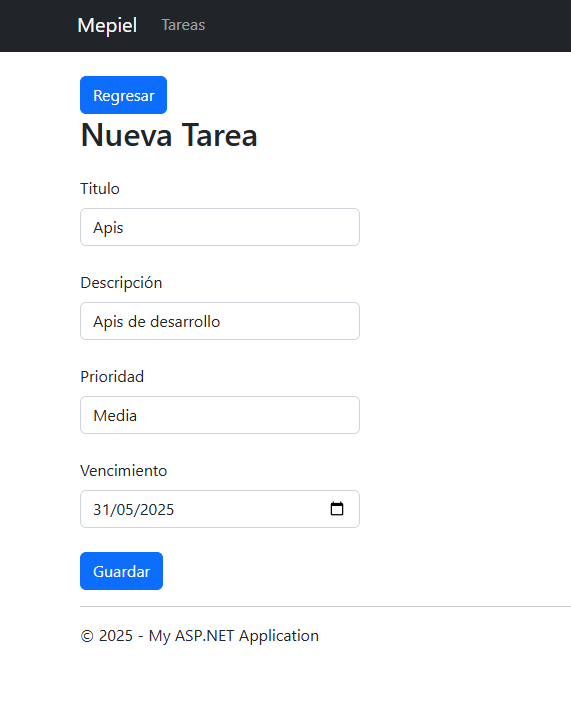 Mepiel Tareas
Regresar
Nueva Tarea
Titulo
Apis
Descripción
Apis de desarrollo
Prioridad
Media
Vencimiento
31/05/2025
Guardar
© 2025 - My ASP.NET Application